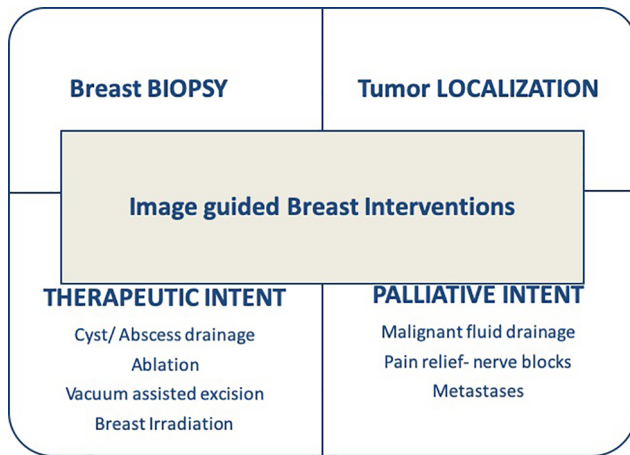 Breast BIOPSY
Tumor LOCALIZATION
Image guided Breast Interventions
THERAPEUTIC INTENT
Cyst/ Abscess drainage
Ablation
Vacuum assisted excision
Breast Irradiation
PALLIATIVE INTENT
Malignant fluid drainage
Pain relief- nerve blocks
Metastases